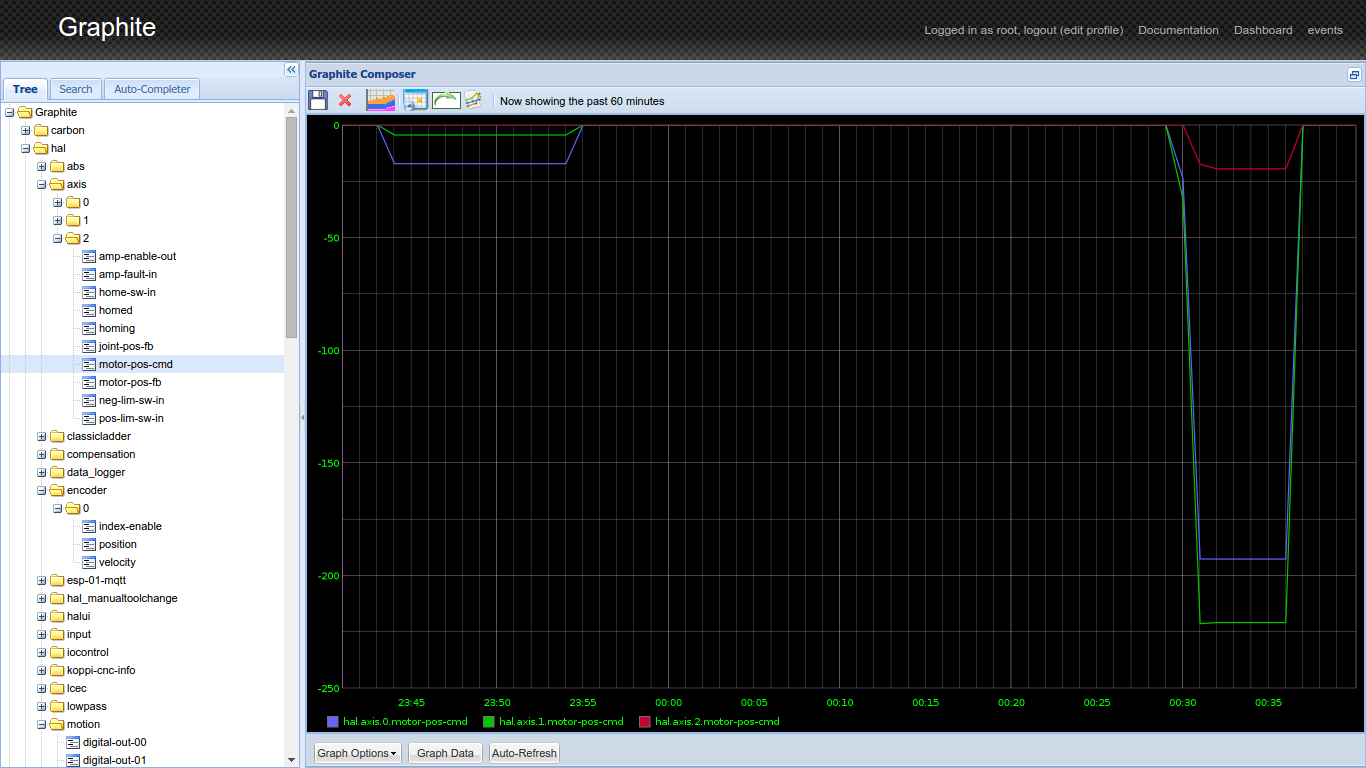 Graphite
Logged in as root, logout (edit profile) Documentation Dashboard events
Tree Search Auto-Completer
Graphite
carbon
hal
abs
axis
0
1
2
amp-enable-out
amp-fault-in
home-sw-in
homed
homing
joint-pos-fb
motor-pos-cmd
motor-pos-fb
neg-lim-sw-in
pos-lim-sw-in
classicladder
compensation
data_logger
encoder
0
index-enable
position
velocity
esp-01-mqtt
hal_manualtoolchange
halui
input
iocontrol
koppi-cnc-info
lcec
lowpass
motion
digital-out-00
digital-out-01
Graphite Composer
Now showing the past 60 minutes
0
-50
-100
-150
-200
-250
23:45 23:50 23:55 00:00 00:05 00:10 00:15 00:20 00:25 00:30 00:35
hal.axis.0.motor-pos-cmd hal.axis.1.motor-pos-cmd hal.axis.2.motor-pos-cmd
Graph Options Graph Data Auto-Refresh